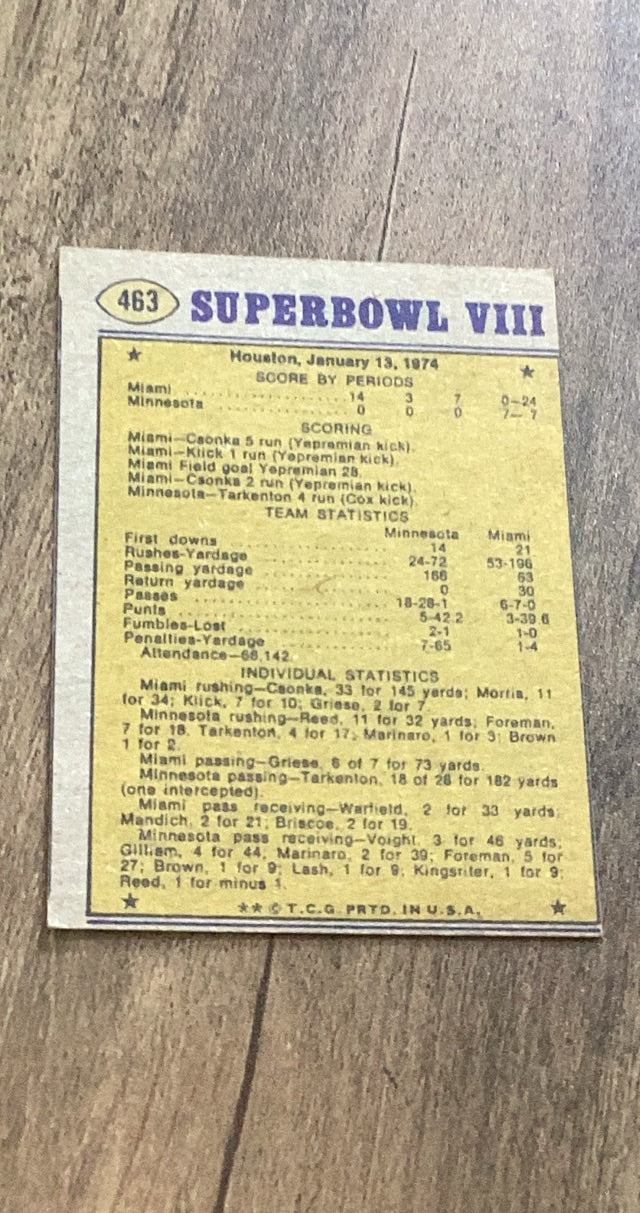 463 SUPERBOWL VIII
Houston, January 13, 1974
SCORE BY PERIODS
Miami .................. 14 3 7 0—24
Minnesota .............. 0 0 0 7— 7
SCORING
Miami—Csonka 5 run (Yepremian kick).
Miami—Klick 1 run (Yepremian kick).
Miami Field goal Yepremian 28.
Miami—Csonka 2 run (Yepremian kick).
Minnesota—Tarkenton 4 run (Cox kick).
TEAM STATISTICS
Minnesota Miami
First downs .................. 14 21
Rushes-Yardage .................. 24-72 53-196
Passing yardage .................. 166 63
Return yardage .................. 0 30
Passes .................. 18-28-1 6-7-0
Punts .................. 5-42.2 3-39.6
Fumbles-Lost .................. 2-1 1-0
Penalties-Yardage .................. 7-65 1-4
Attendance—68,142.
INDIVIDUAL STATISTICS
Miami rushing—Csonka, 33 for 145 yards; Morris, 11
for 34; Klick, 7 for 10; Griese, 2 for 7.
Minnesota rushing—Reed, 11 for 32 yards; Foreman,
7 for 18, Tarkenton, 4 for 17; Marinaro, 1 for 3; Brown
1 for 2.
Miami passing—Griese, 6 of 7 for 73 yards.
Minnesota passing—Tarkenton, 18 of 28 for 182 yards
(one intercepted).
Miami pass receiving—Warfield, 2 for 33 yards;
Mandich, 2 for 21; Briscoe, 2 for 19.
Minnesota pass receiving—Voight, 3 for 46 yards;
Gilliam, 4 for 44; Marinaro, 2 for 39; Foreman, 5 for
27; Brown, 1 for 9; Lash, 1 for 9; Kingsriter, 1 for 9;
Reed, 1 for minus 1.
★★ © T.C.G. PRTD. IN U.S.A.